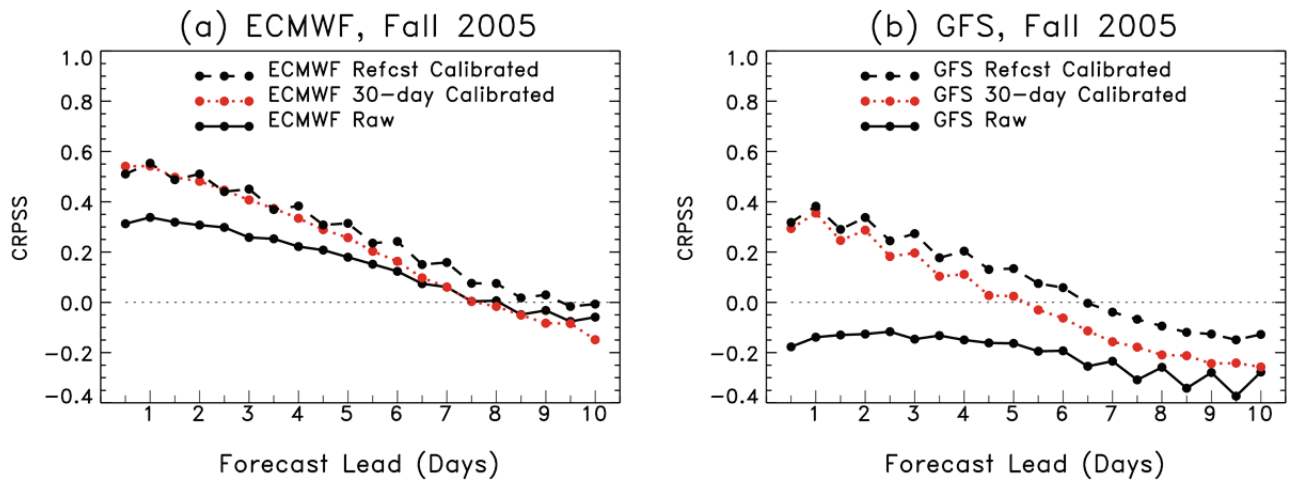 (a) ECMWF, Fall 2005
1.0
0.8
0.6
0.4
0.2
0.0
−0.2
−0.4
CRPSS
ECMWF Refcst Calibrated
ECMWF 30−day Calibrated
ECMWF Raw
1 2 3 4 5 6 7 8 9 10
Forecast Lead (Days)
(b) GFS, Fall 2005
1.0
0.8
0.6
0.4
0.2
0.0
−0.2
−0.4
CRPSS
GFS Refcst Calibrated
GFS 30−day Calibrated
GFS Raw
1 2 3 4 5 6 7 8 9 10
Forecast Lead (Days)